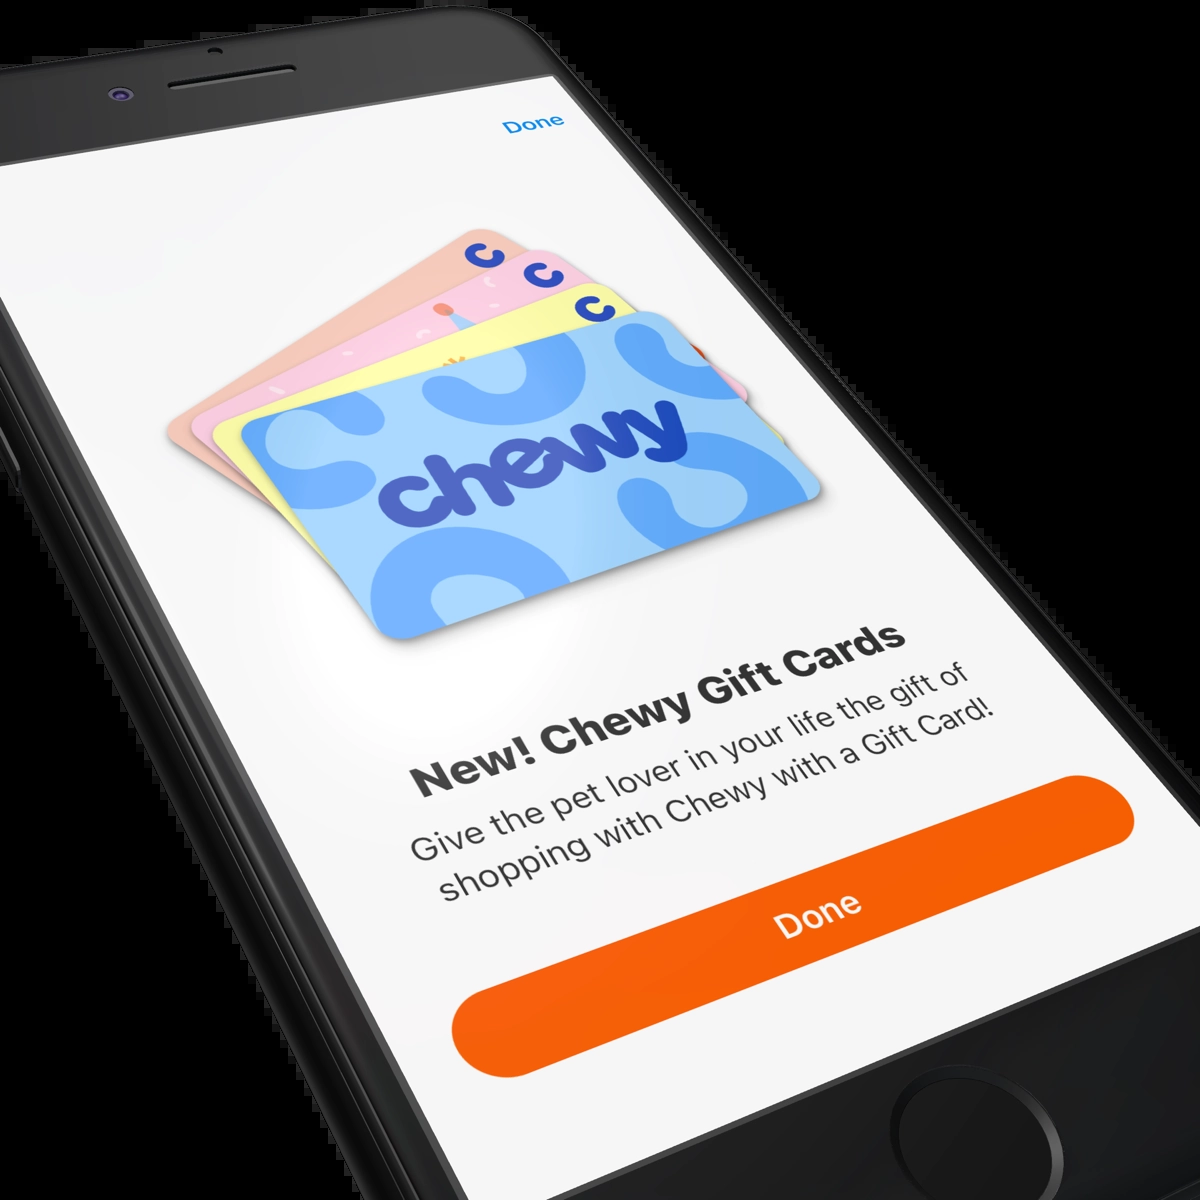 Done
C
C
C
chewy
New! Chewy Gift Cards
Give the pet lover in your life the gift of
shopping with Chewy with a Gift Card!
Done